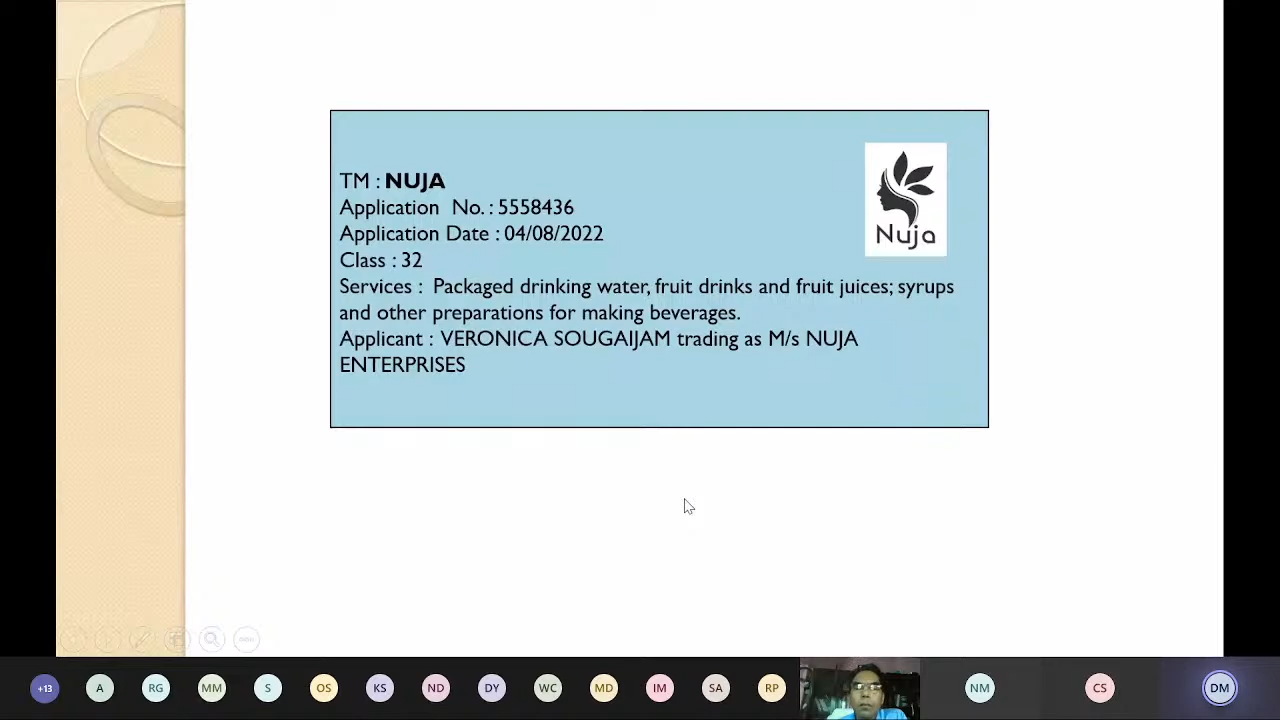 TM : NUJA
Application No. : 5558436
Application Date : 04/08/2022
Class : 32
Services : Packaged drinking water, fruit drinks and fruit juices; syrups
and other preparations for making beverages.
Applicant : VERONICA SOUGAIJAM trading as M/s NUJA
ENTERPRISES
Nuja
+13 A RG MM S OS KS ND DY WC MD IM SA RP NM CS DM